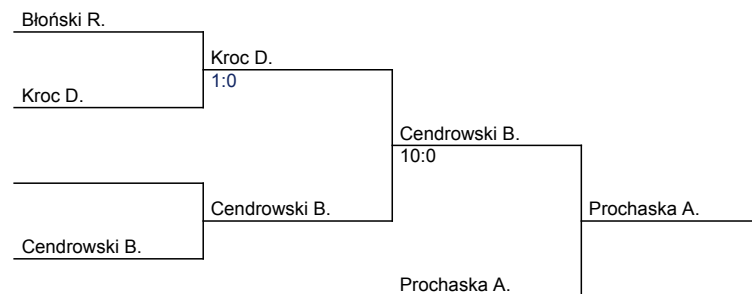 Błoński R.
Kroc D.
1:0
Kroc D.
Cendrowski B.
10:0
Cendrowski B.
Prochaska A.
Cendrowski B.
Prochaska A.